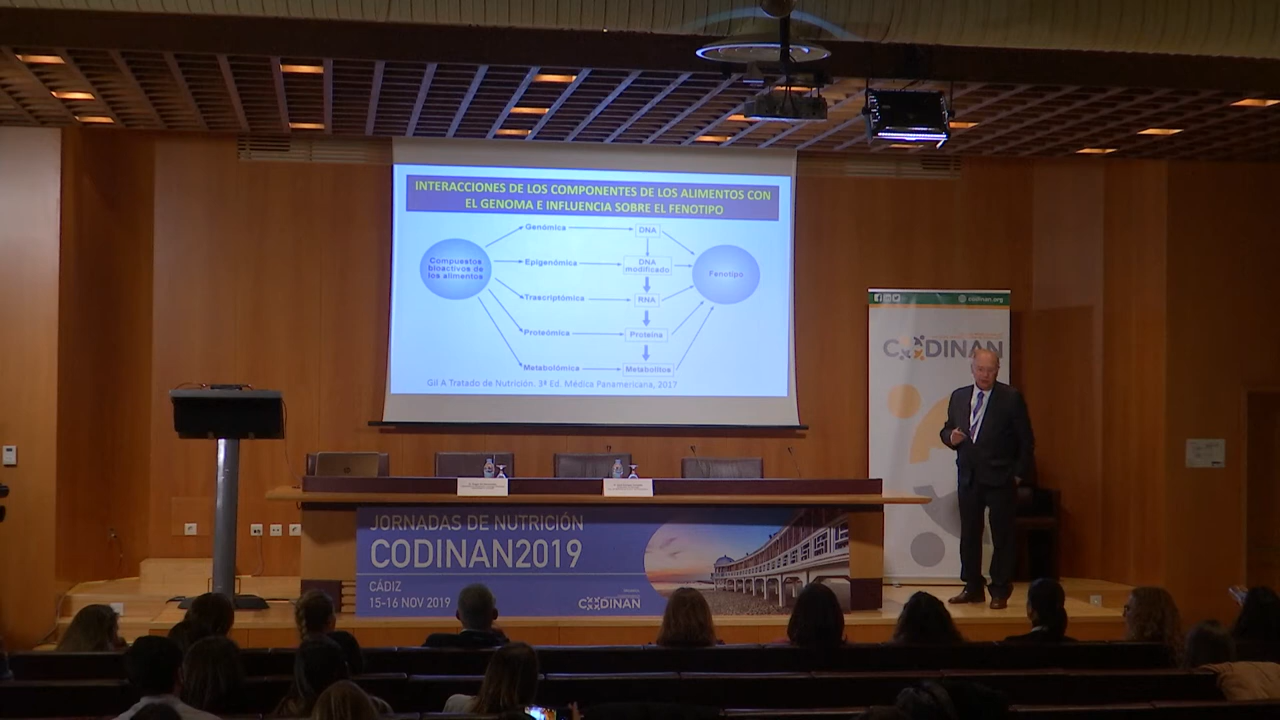 INTERACCIONES DE LOS COMPONENTES DE LOS ALIMENTOS CON
EL GENOMA E INFLUENCIA SOBRE EL FENOTIPO
Compuestos
bioactivos de
los alimentos
Genómica
DNA
Epigenómica
DNA
modificado
Trascriptómica
RNA
Proteómica
Proteína
Metabolómica
Metabolitos
Fenotipo
Gil A Tratado de Nutrición. 3ª Ed. Médica Panamericana, 2017
codinan.org
CODINAN
JORNADAS DE NUTRICIÓN
CODINAN2019
CÁDIZ
15-16 NOV 2019
CODINAN